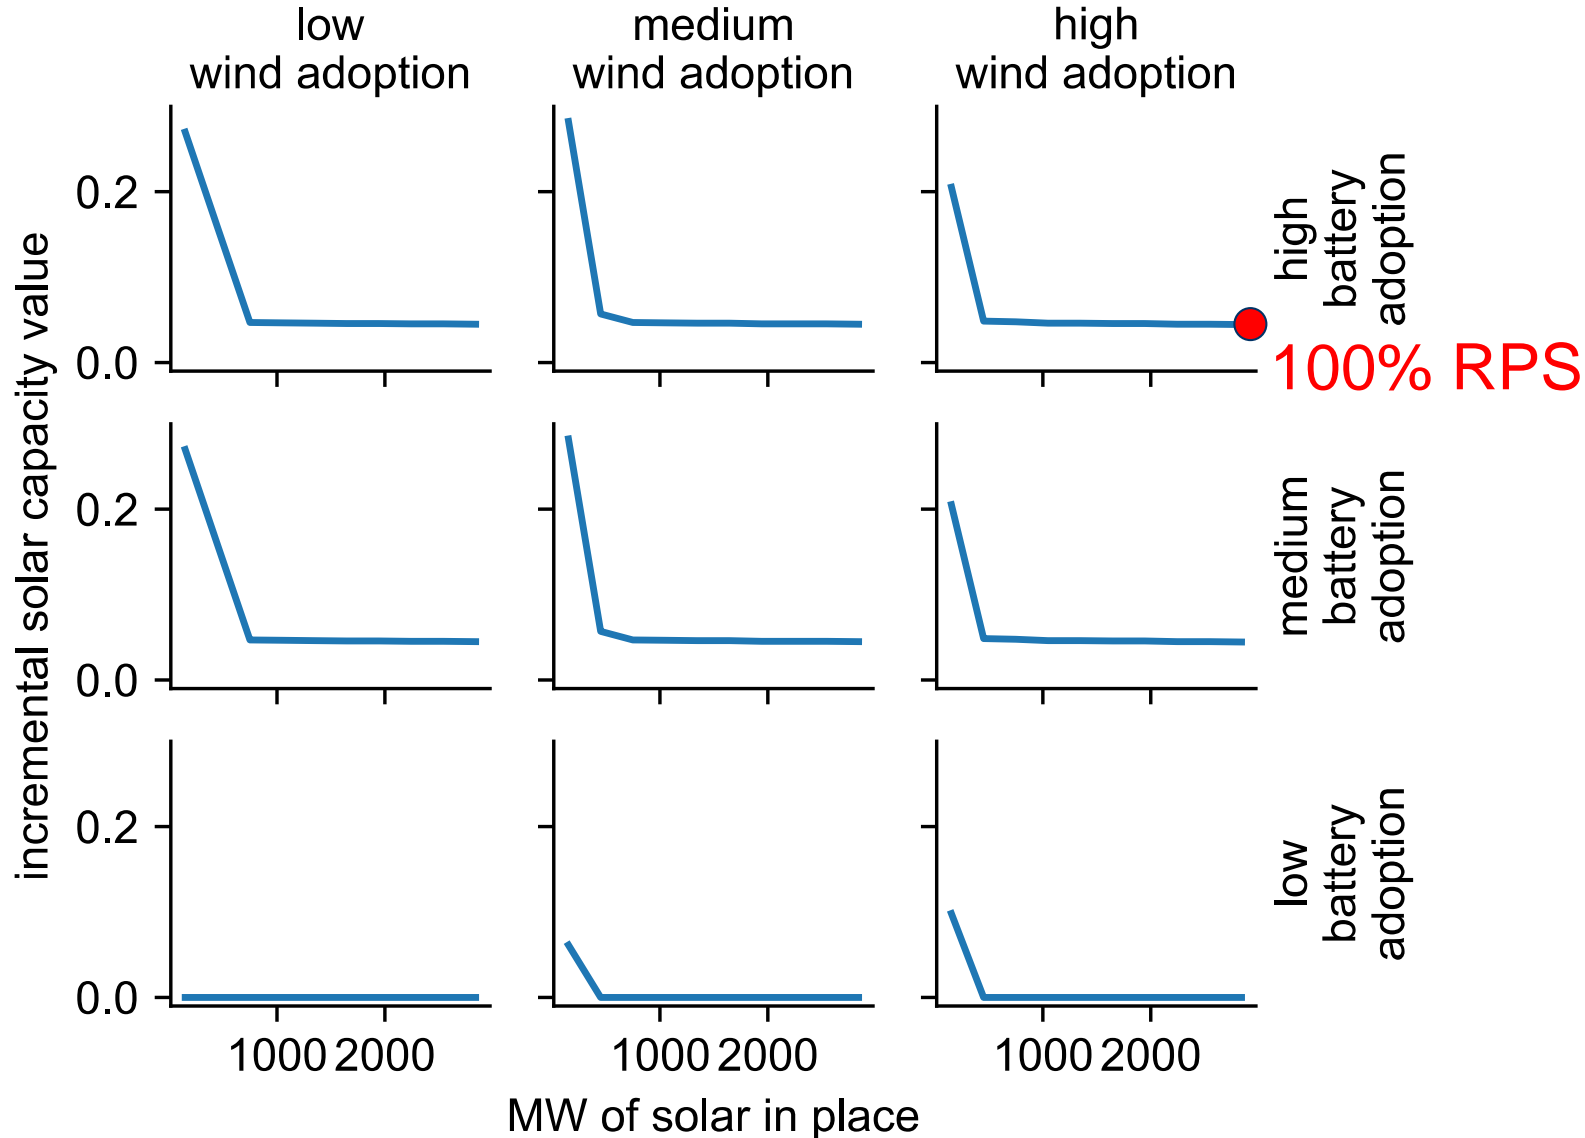 low
wind adoption
medium
wind adoption
high
wind adoption
incremental solar capacity value
0.2
0.0
high
battery
adoption
100% RPS
0.2
0.0
medium
battery
adoption
0.2
0.0
low
battery
adoption
1000 2000
1000 2000
1000 2000
MW of solar in place